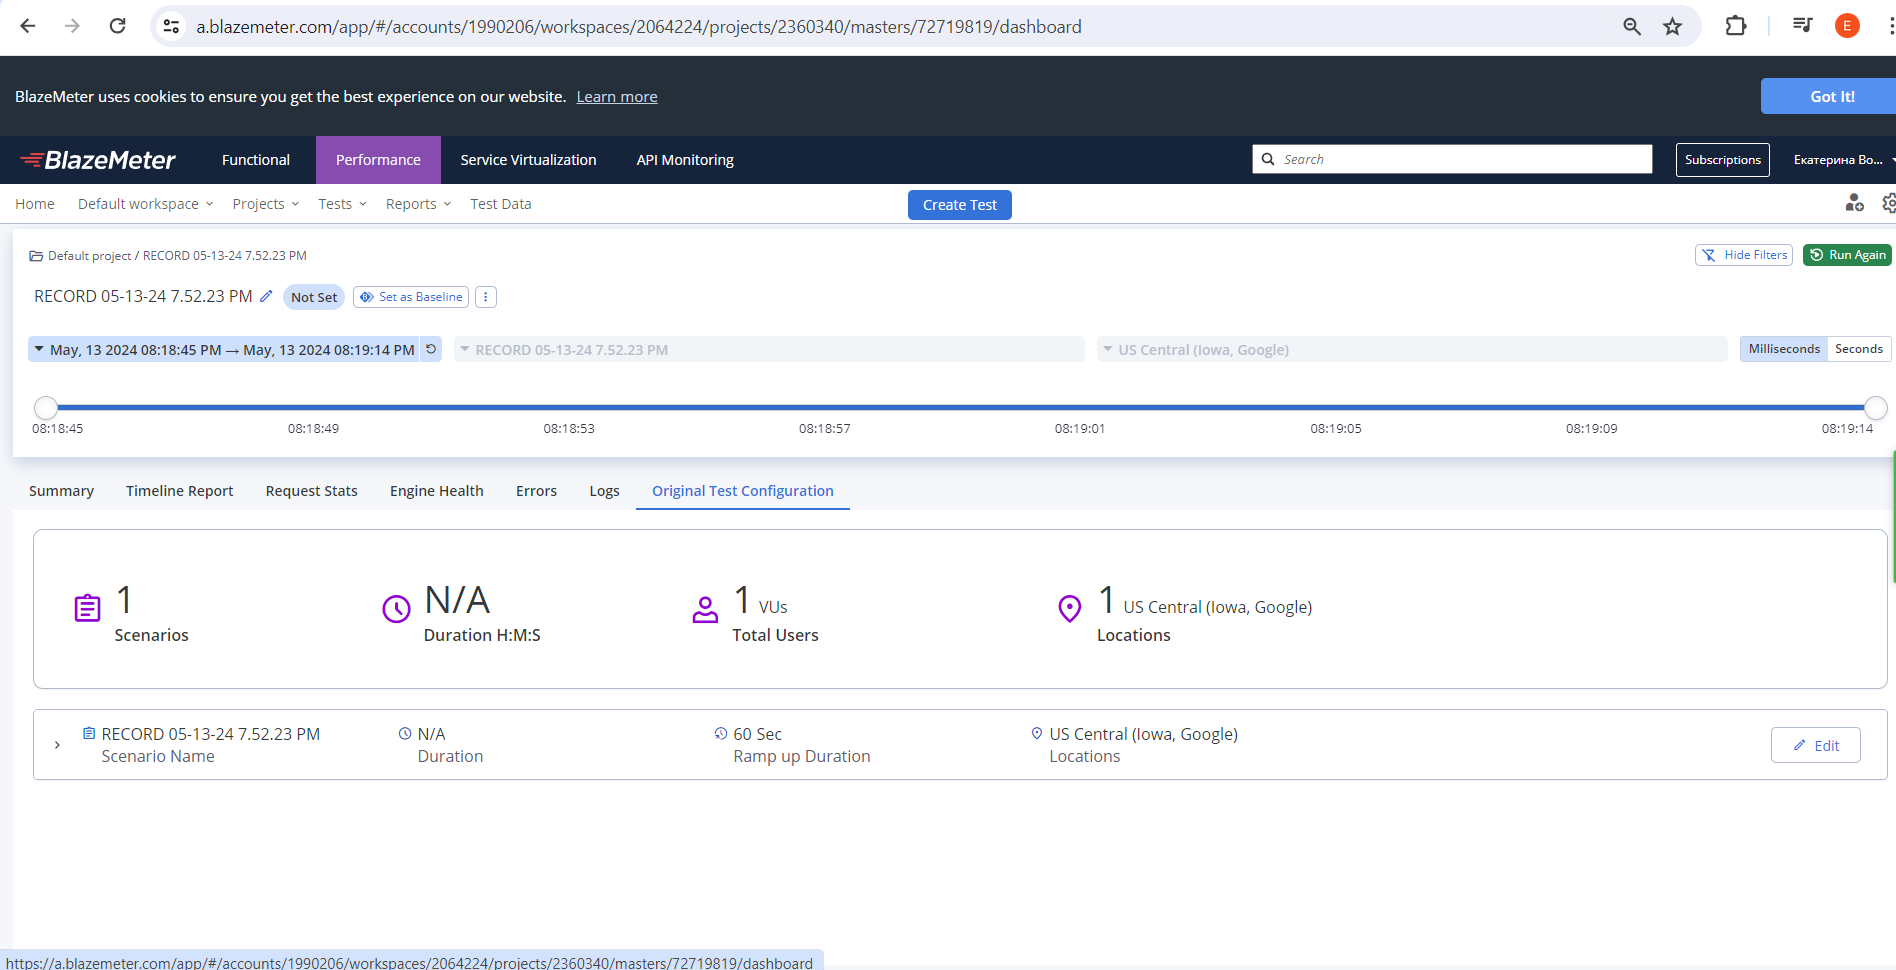 a.blazemeter.com/app/#/accounts/1990206/workspaces/2064224/projects/2360340/masters/72719819/dashboard
E
BlazeMeter uses cookies to ensure you get the best experience on our website. Learn more
Got It!
BlazeMeter
Functional
Performance
Service Virtualization
API Monitoring
Search
Subscriptions
Екатерина Во...
Home
Default workspace
Projects
Tests
Reports
Test Data
Create Test
Default project / RECORD 05-13-24 7.52.23 PM
Hide Filters
Run Again
RECORD 05-13-24 7.52.23 PM
Not Set
Set as Baseline
May, 13 2024 08:18:45 PM → May, 13 2024 08:19:14 PM
RECORD 05-13-24 7.52.23 PM
US Central (Iowa, Google)
Milliseconds
Seconds
08:18:45
08:18:49
08:18:53
08:18:57
08:19:01
08:19:05
08:19:09
08:19:14
Summary
Timeline Report
Request Stats
Engine Health
Errors
Logs
Original Test Configuration
1
Scenarios
N/A
Duration H:M:S
1 VUs
Total Users
1 US Central (Iowa, Google)
Locations
RECORD 05-13-24 7.52.23 PM
Scenario Name
N/A
Duration
60 Sec
Ramp up Duration
US Central (Iowa, Google)
Locations
Edit
https://a.blazemeter.com/app/#/accounts/1990206/workspaces/2064224/projects/2360340/masters/72719819/dashboard